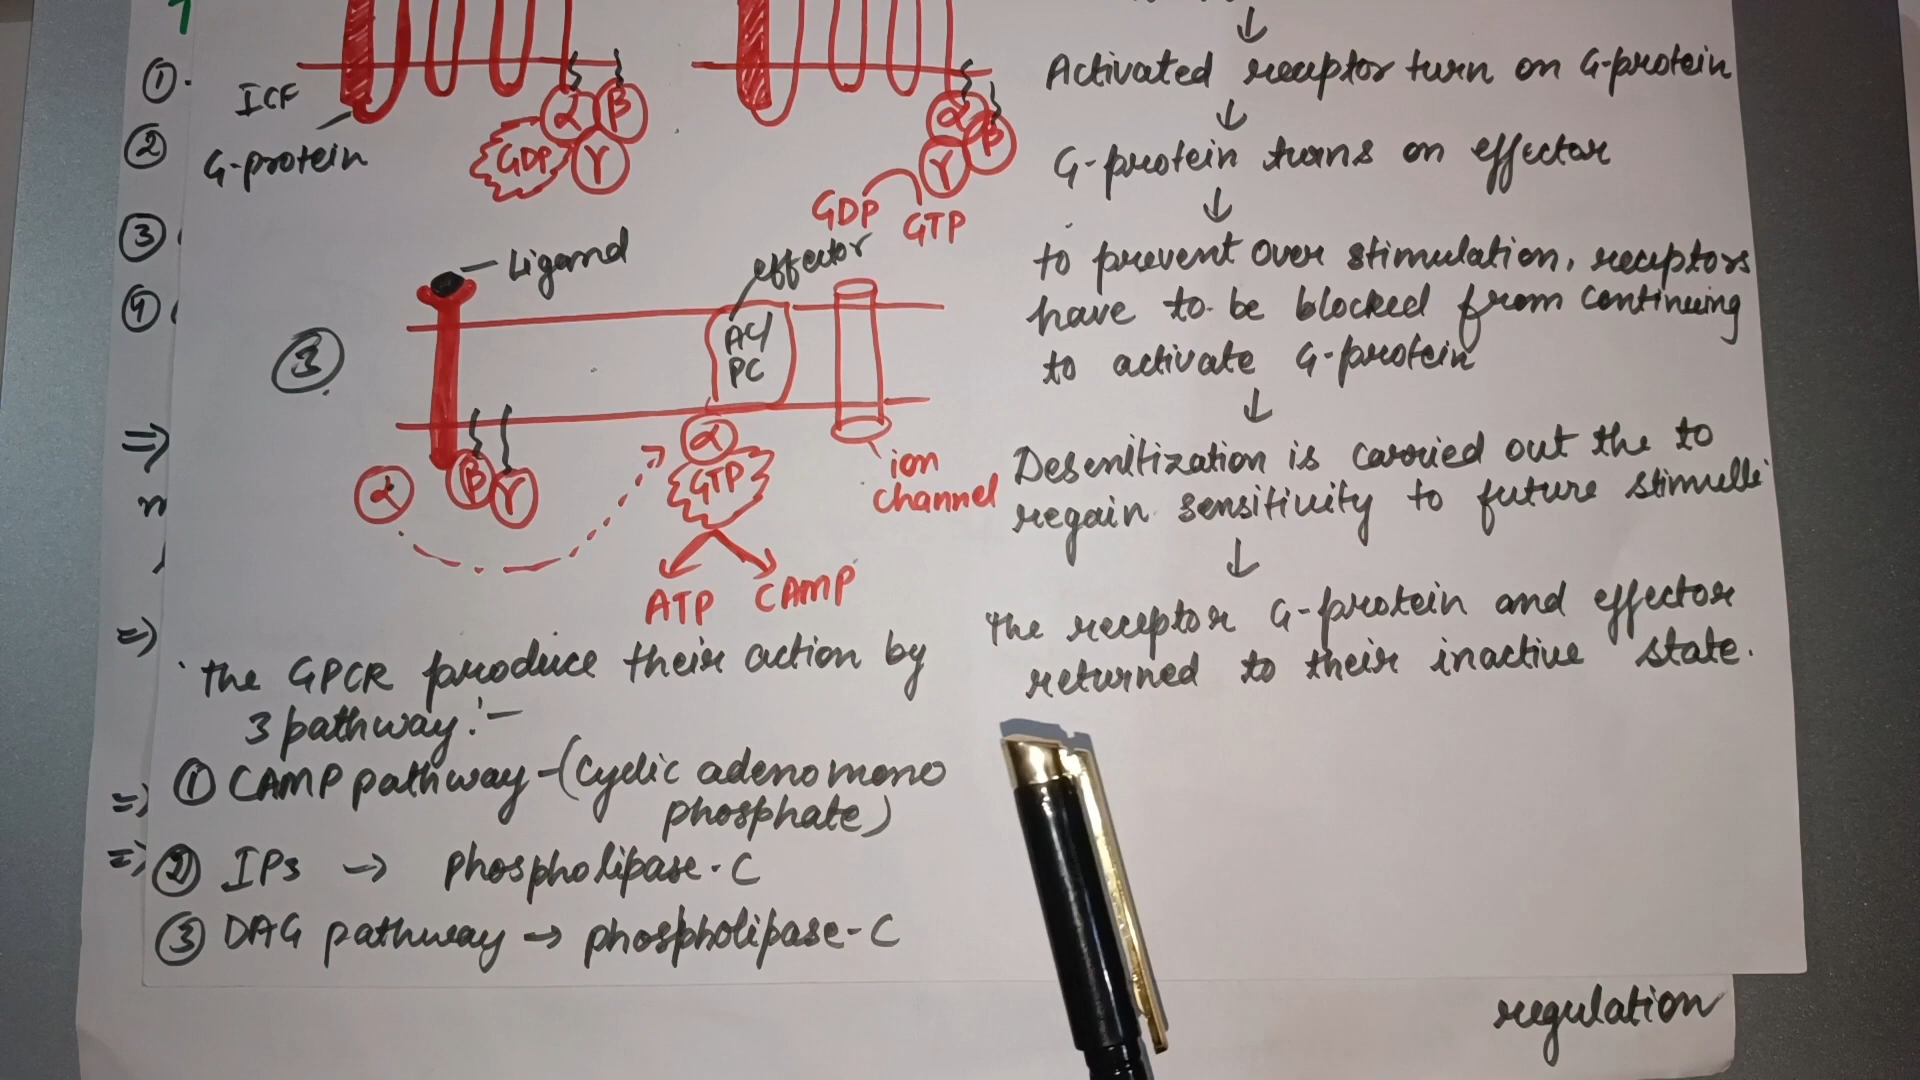 ①.
②
③
④
ICF
G-protein
α β
GDP γ
α β
γ
GDP GTP
Ligand
effector
③
AC/
PC
α β γ
α
GTP
ion
channel
ATP CAMP
The GPCR produce their action by
3 pathway:-
① CAMP pathway - (Cyclic adenomono
phosphate)
② IP3 → phospholipase-C
③ DAG pathway → phospholipase-C
↓
Activated receptor turn on G-protein
↓
G-protein turns on effector
↓
to prevent over stimulation, receptors
have to be blocked from continuing
to activate G-protein
↓
Desenitization is carried out the to
regain sensitivity to future stimulli
↓
The receptor G-protein and effector
returned to their inactive state.
⇒
n
⇒
⇒
⇒
regulation